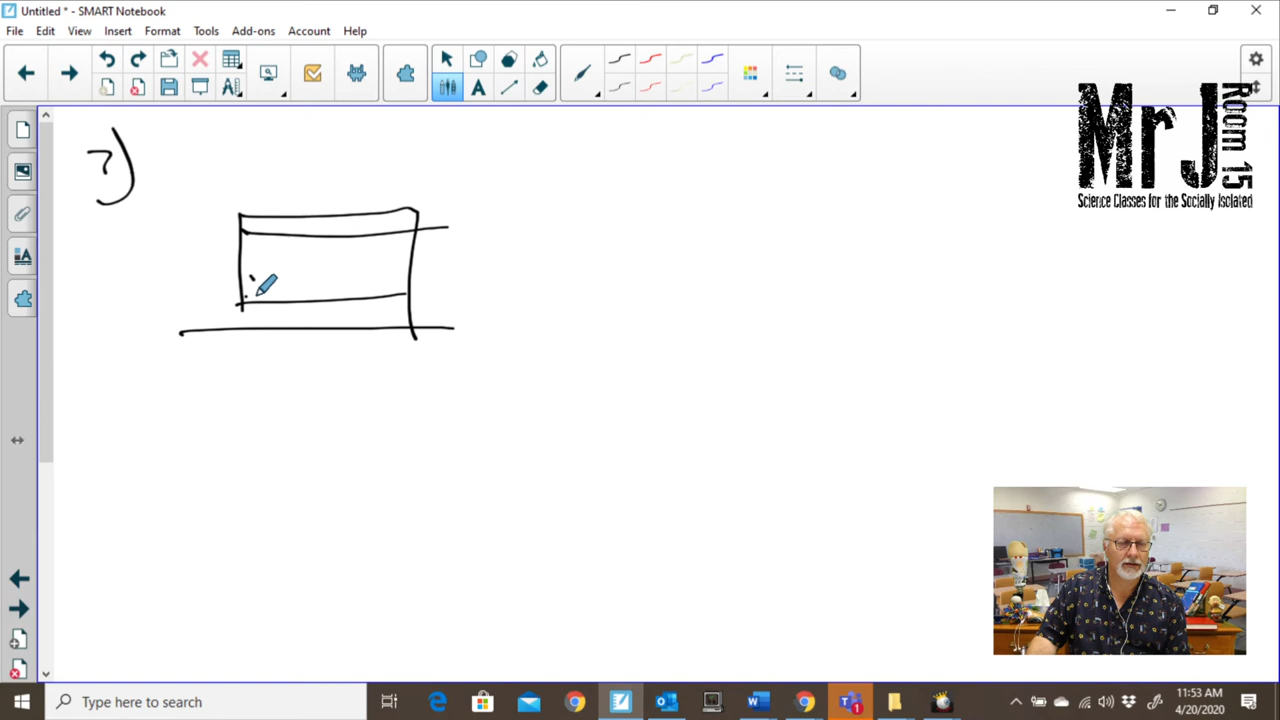 Untitled * - SMART Notebook
File Edit View Insert Format Tools Add-ons Account Help
A
Mr J
Room 15
Science Classes for the Socially Isolated
?)
Type here to search
1
11:53 AM
4/20/2020